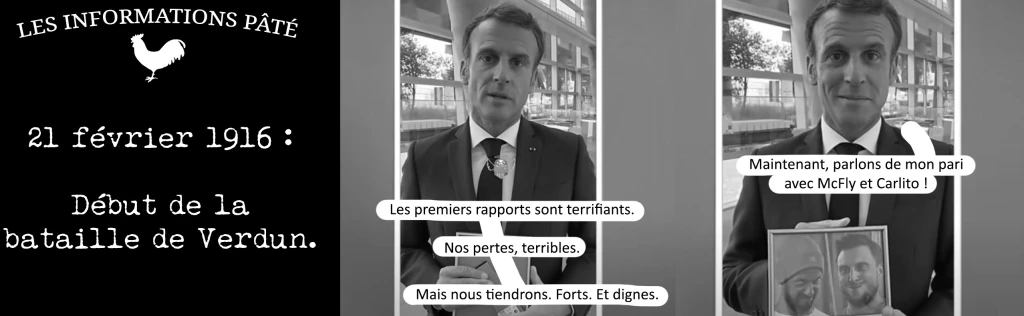 LES INFORMATIONS PÂTÉ
21 février 1916 :
Début de la
bataille de Verdun.
Les premiers rapports sont terrifiants.
Nos pertes, terribles.
Mais nous tiendrons. Forts. Et dignes.
Maintenant, parlons de mon pari
avec McFly et Carlito !